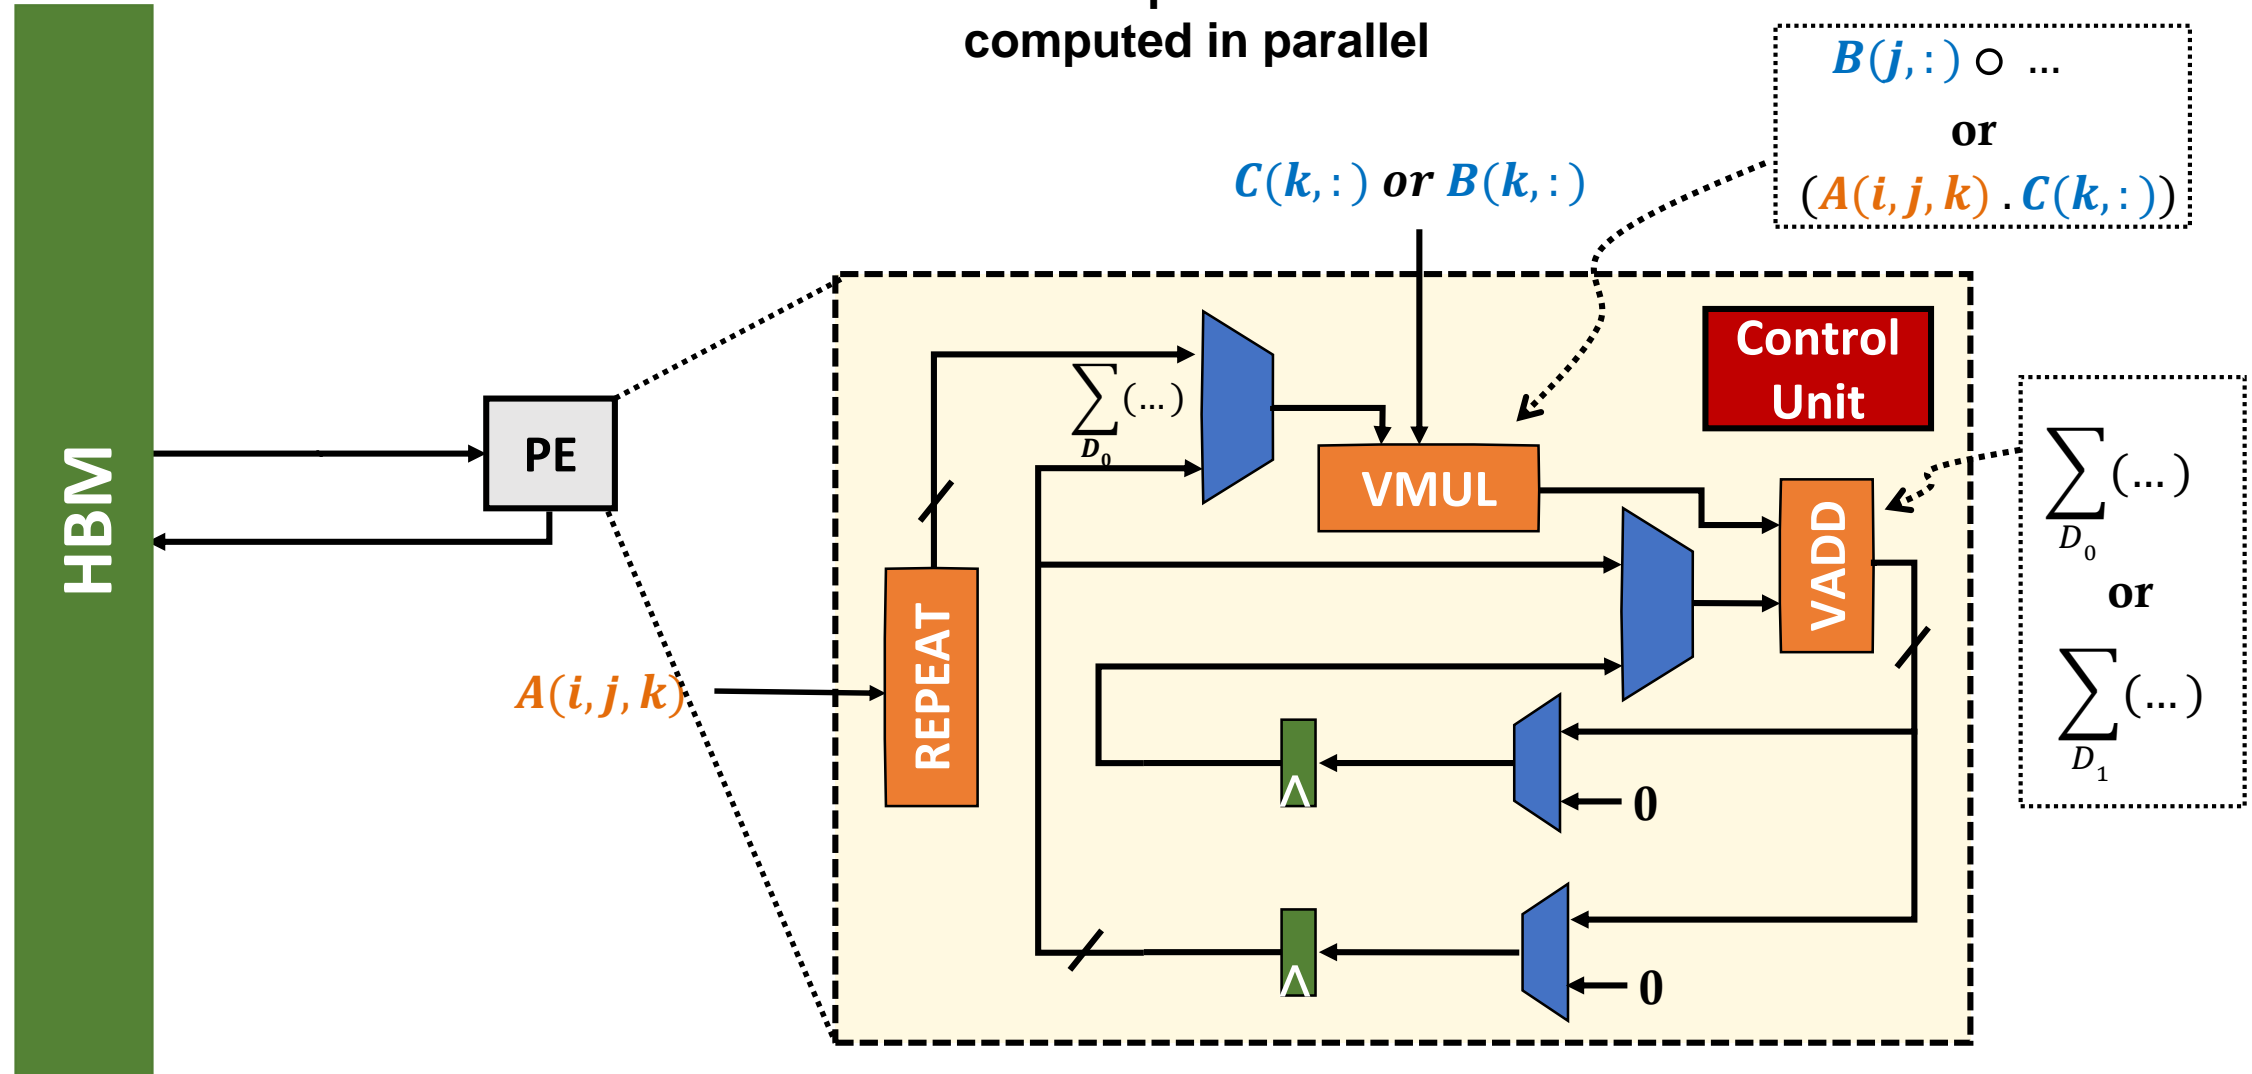 computed in parallel
B(j,:) ○ ...
or
(A(i,j,k) . C(k,:))
C(k,:) or B(k,:)
Control
Unit
∑(...)
D₀
HBM
PE
VMUL
VADD
∑(...)
D₀
or
∑(...)
D₁
REPEAT
A(i,j,k)
0
0